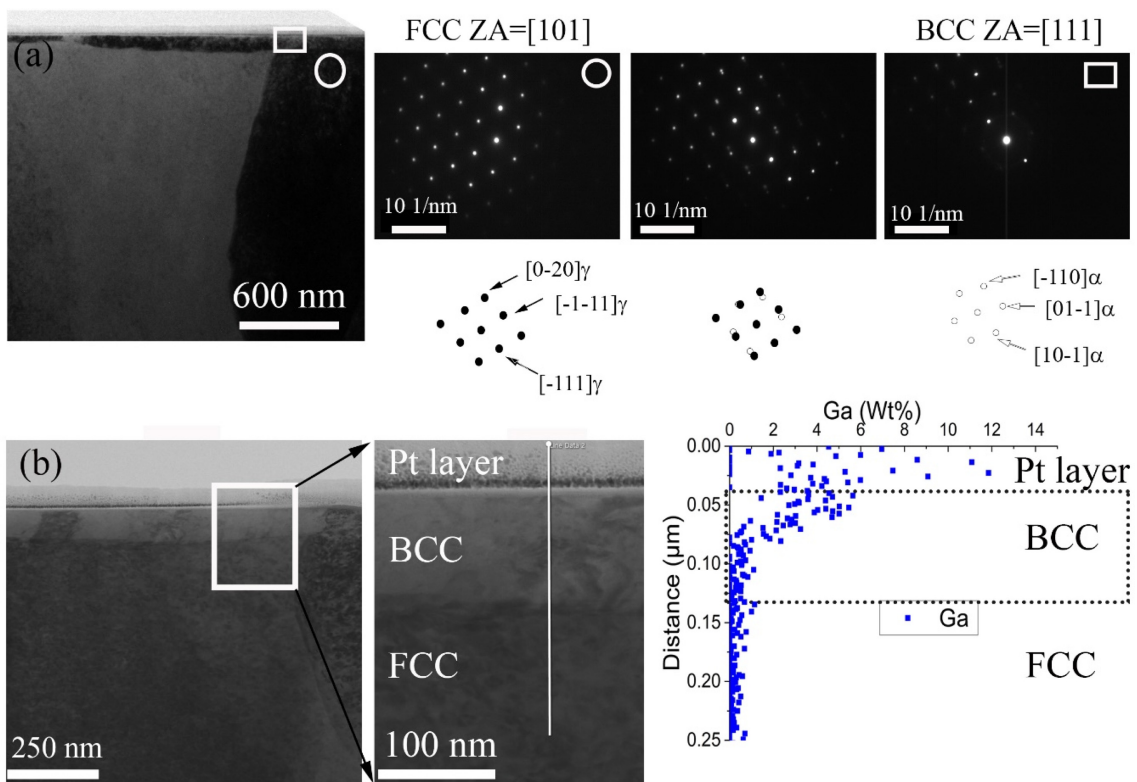 (a)
600 nm
FCC ZA=[101]
BCC ZA=[111]
10 1/nm
10 1/nm
10 1/nm
[0-20]γ
[-1-11]γ
[-111]γ
[-110]α
[01-1]α
[10-1]α
(b)
250 nm
Pt layer
BCC
FCC
100 nm
Ga (Wt%)
0 2 4 6 8 10 12 14
0.00
0.05
0.10
0.15
0.20
0.25
Distance (μm)
Pt layer
BCC
Ga
FCC